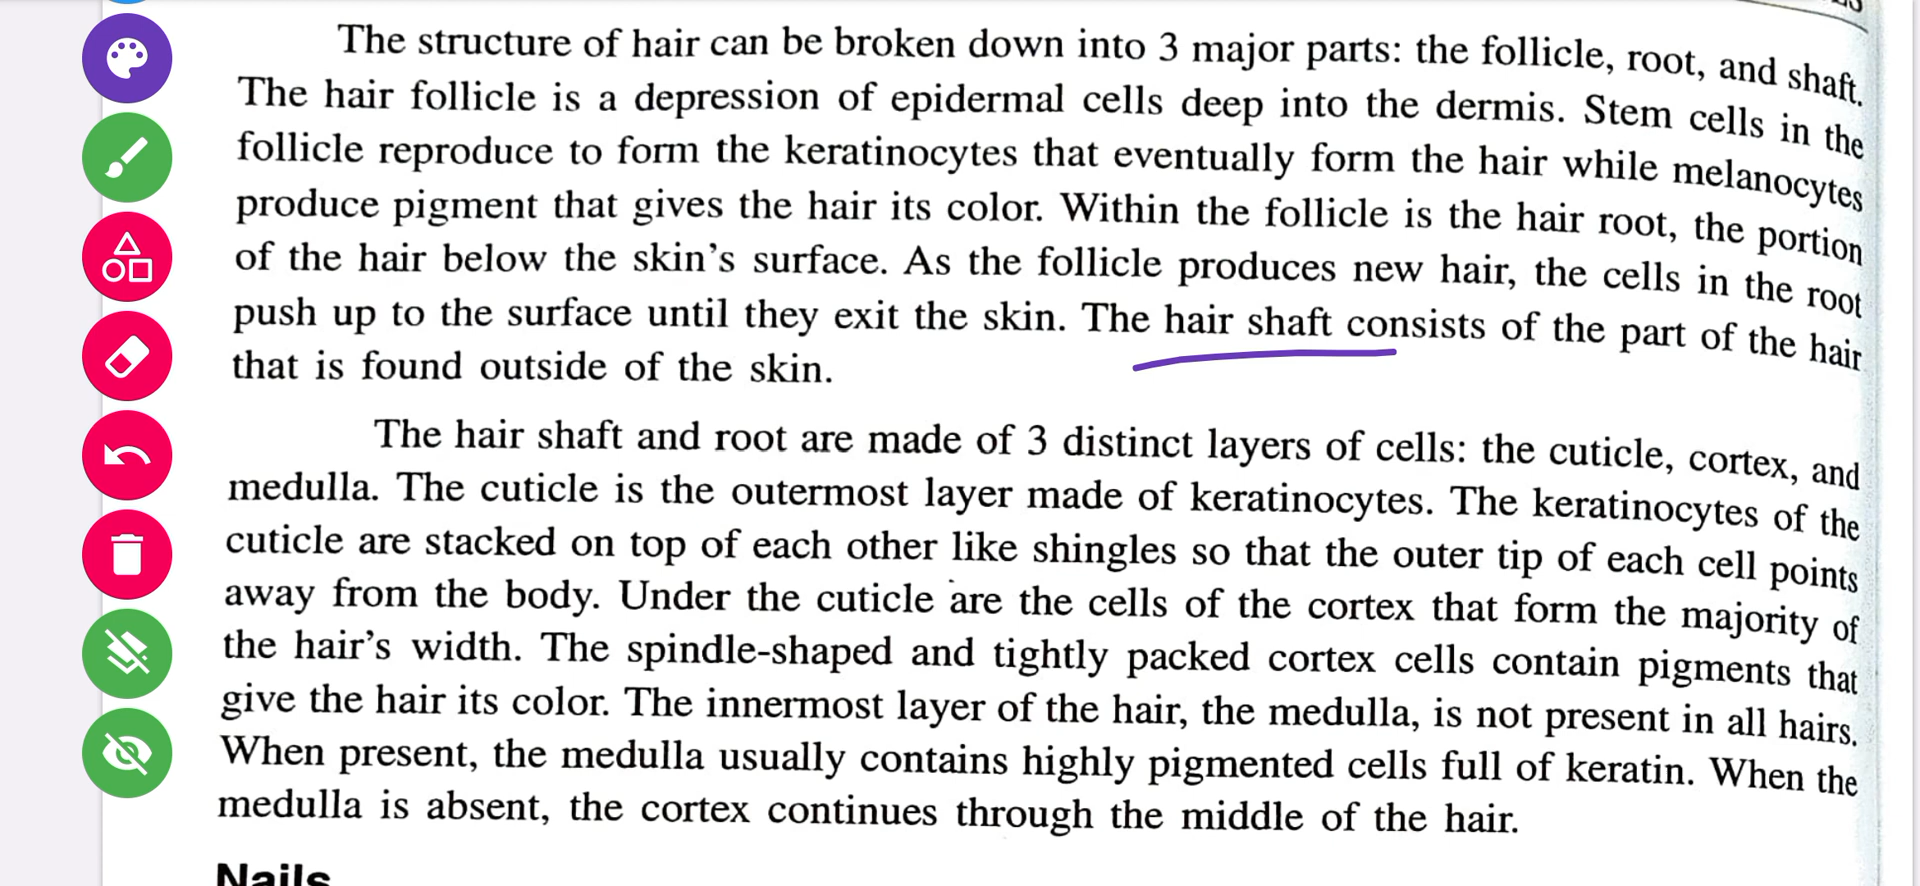 The structure of hair can be broken down into 3 major parts: the follicle, root, and shaft.
The hair follicle is a depression of epidermal cells deep into the dermis. Stem cells in the
follicle reproduce to form the keratinocytes that eventually form the hair while melanocytes
produce pigment that gives the hair its color. Within the follicle is the hair root, the portion
of the hair below the skin's surface. As the follicle produces new hair, the cells in the root
push up to the surface until they exit the skin. The hair shaft consists of the part of the hair
that is found outside of the skin.
The hair shaft and root are made of 3 distinct layers of cells: the cuticle, cortex, and
medulla. The cuticle is the outermost layer made of keratinocytes. The keratinocytes of the
cuticle are stacked on top of each other like shingles so that the outer tip of each cell points
away from the body. Under the cuticle are the cells of the cortex that form the majority of
the hair's width. The spindle-shaped and tightly packed cortex cells contain pigments that
give the hair its color. The innermost layer of the hair, the medulla, is not present in all hairs.
When present, the medulla usually contains highly pigmented cells full of keratin. When the
medulla is absent, the cortex continues through the middle of the hair.
Nails